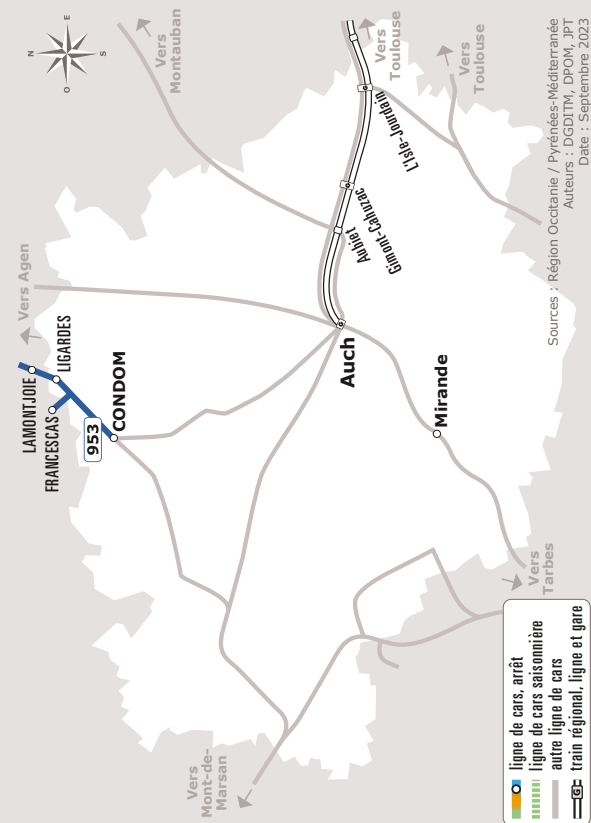 N
E
S
O
Vers
Montauban
Vers
Toulouse
Vers
Toulouse
Vers Agen
LAMONTJOIE
LIGARDES
FRANCESCAS
953
CONDOM
Aubiet
Gimont-Cahuzac
L'Isle-Jourdain
Auch
Mirande
Vers
Mont-de-
Marsan
Vers
Tarbes
ligne de cars, arrêt
ligne de cars saisonnière
autre ligne de cars
G train régional, ligne et gare
G
G
G
Sources : Région Occitanie / Pyrénées-Méditerranée
Auteurs : DGDITM, DPOM, JPT
Date : Septembre 2023